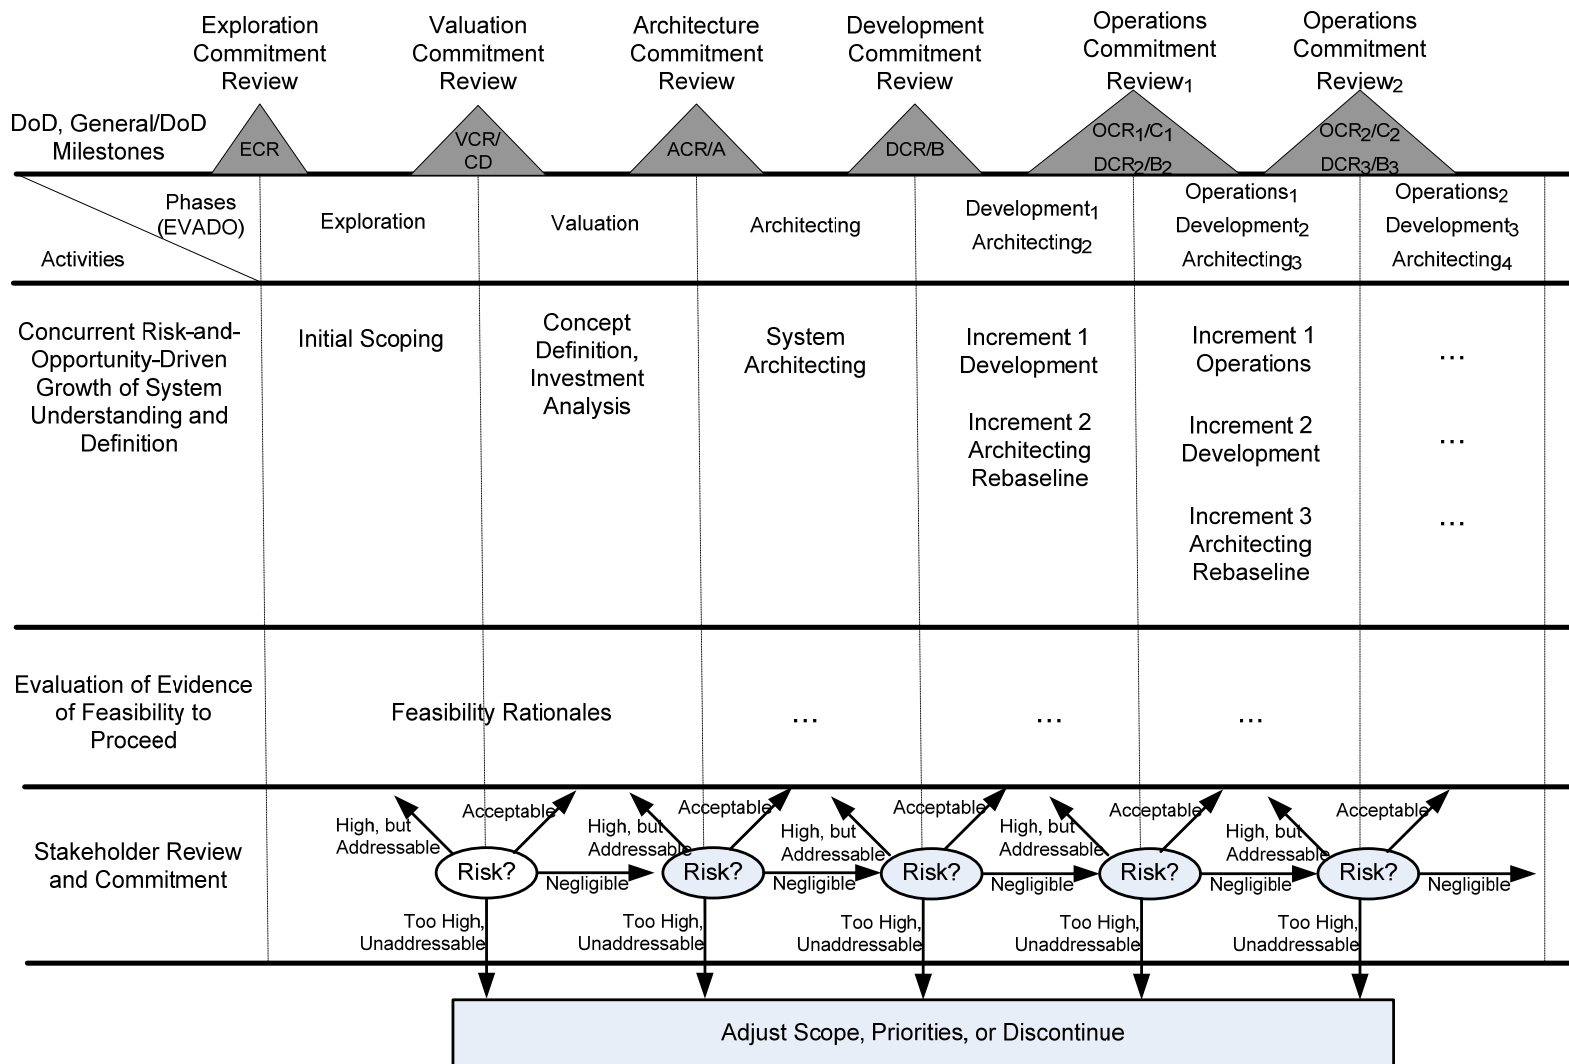 Exploration
Commitment
Review
Valuation
Commitment
Review
Architecture
Commitment
Review
Development
Commitment
Review
Operations
Commitment
Review1
Operations
Commitment
Review2
DoD, General/DoD
Milestones
ECR
VCR/
CD
ACR/A
DCR/B
OCR1/C1
DCR2/B2
OCR2/C2
DCR3/B3
Phases
(EVADO)
Activities
Exploration
Valuation
Architecting
Development1
Architecting2
Operations1
Development2
Architecting3
Operations2
Development3
Architecting4
Concurrent Risk-and-
Opportunity-Driven
Growth of System
Understanding and
Definition
Initial Scoping
Concept
Definition,
Investment
Analysis
System
Architecting
Increment 1
Development
Increment 2
Architecting
Rebaseline
Increment 1
Operations
Increment 2
Development
Increment 3
Architecting
Rebaseline
...
...
...
Evaluation of Evidence
of Feasibility to
Proceed
Feasibility Rationales
...
...
...
Stakeholder Review
and Commitment
High, but
Addressable
Acceptable
Risk?
Negligible
Too High,
Unaddressable
High, but
Addressable
Acceptable
Risk?
Negligible
Too High,
Unaddressable
High, but
Addressable
Acceptable
Risk?
Negligible
Too High,
Unaddressable
High, but
Addressable
Acceptable
Risk?
Negligible
Too High,
Unaddressable
High, but
Addressable
Acceptable
Risk?
Negligible
Too High,
Unaddressable
Adjust Scope, Priorities, or Discontinue